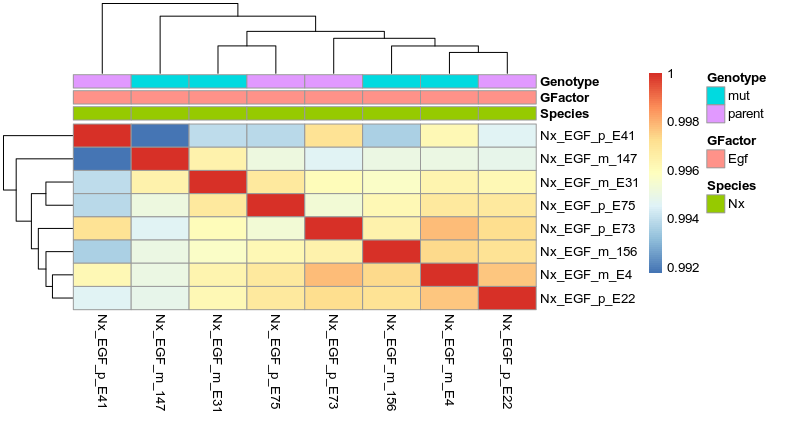 Genotype
GFactor
Species
Nx_EGF_p_E41
Nx_EGF_m_147
Nx_EGF_m_E31
Nx_EGF_p_E75
Nx_EGF_p_E73
Nx_EGF_m_156
Nx_EGF_m_E4
Nx_EGF_p_E22
Nx_EGF_p_E41
Nx_EGF_m_147
Nx_EGF_m_E31
Nx_EGF_p_E75
Nx_EGF_p_E73
Nx_EGF_m_156
Nx_EGF_m_E4
Nx_EGF_p_E22
1
0.998
0.996
0.994
0.992
Genotype
mut
parent
GFactor
Egf
Species
Nx